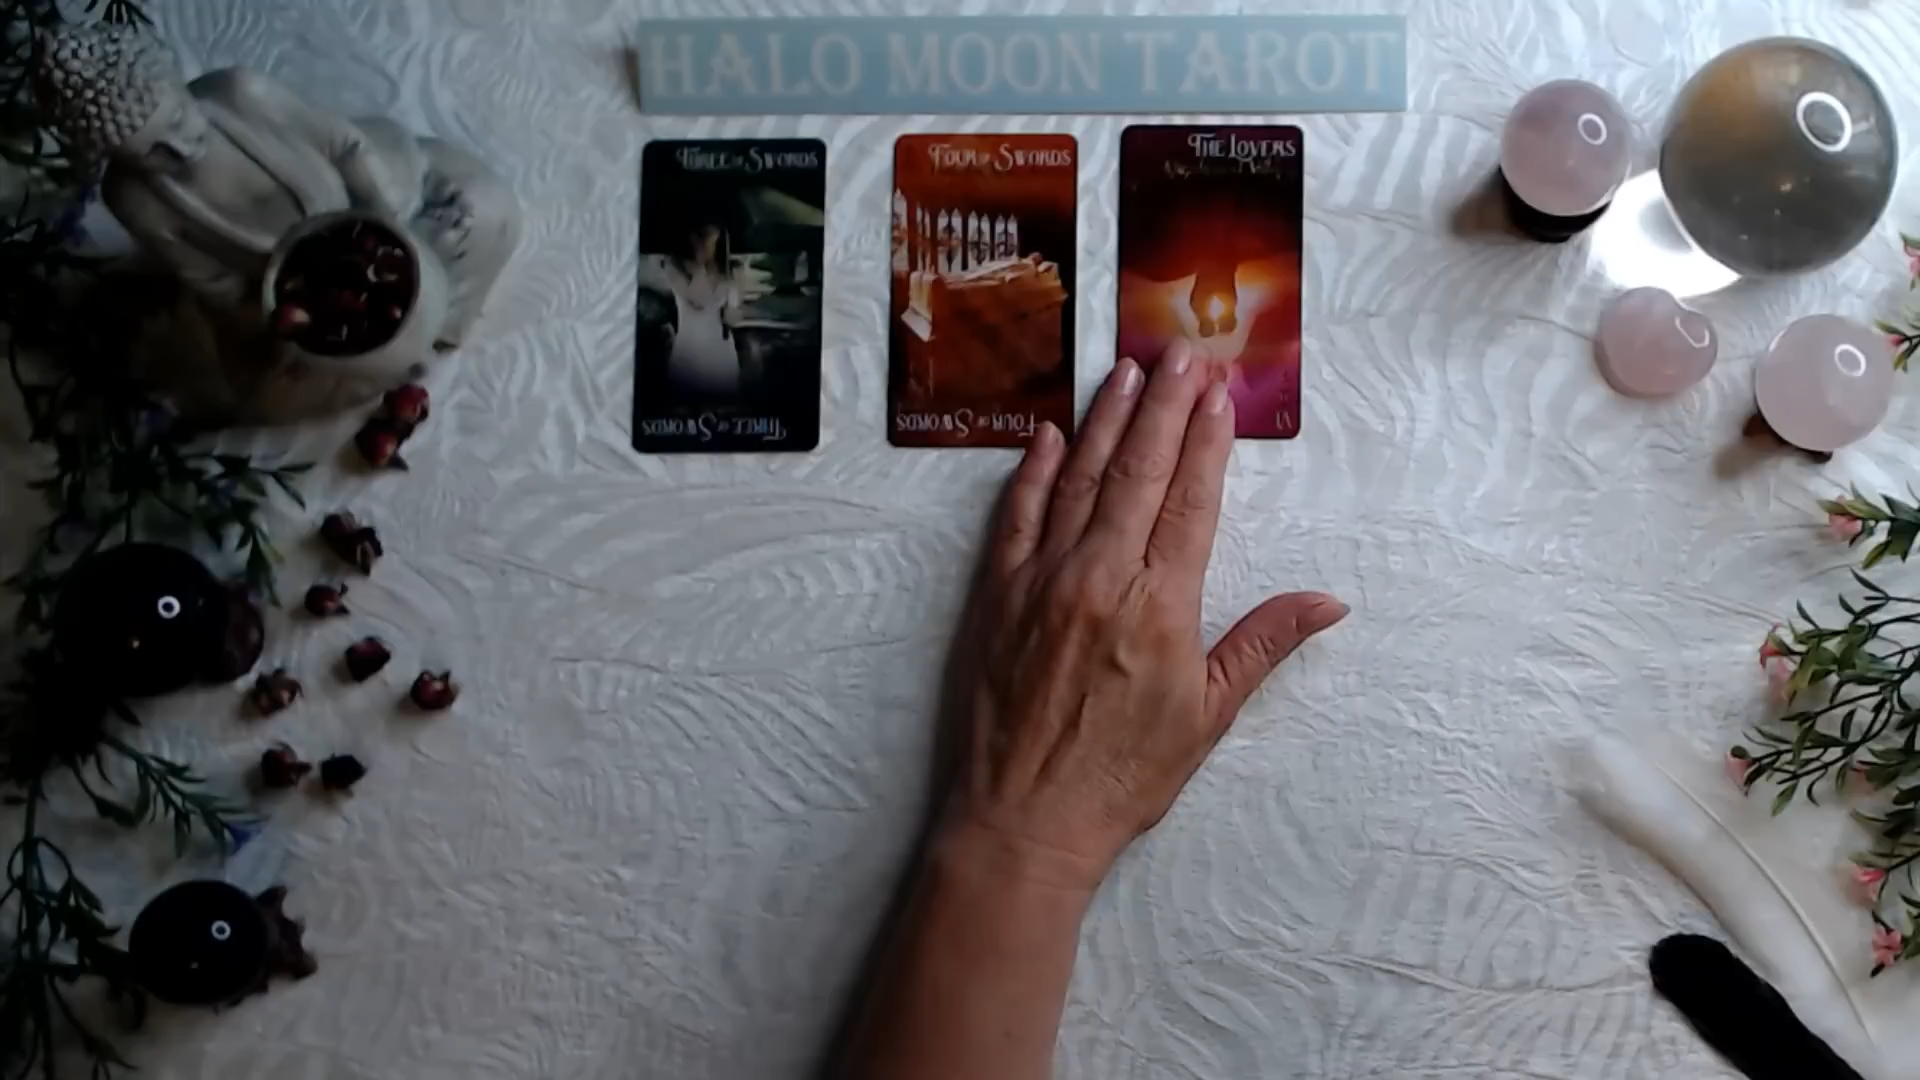 HALO MOON TAROT
THREE OF SWORDS
FOUR OF SWORDS
THE LOVERS
THREE OF SWORDS
FOUR OF SWORDS
VI